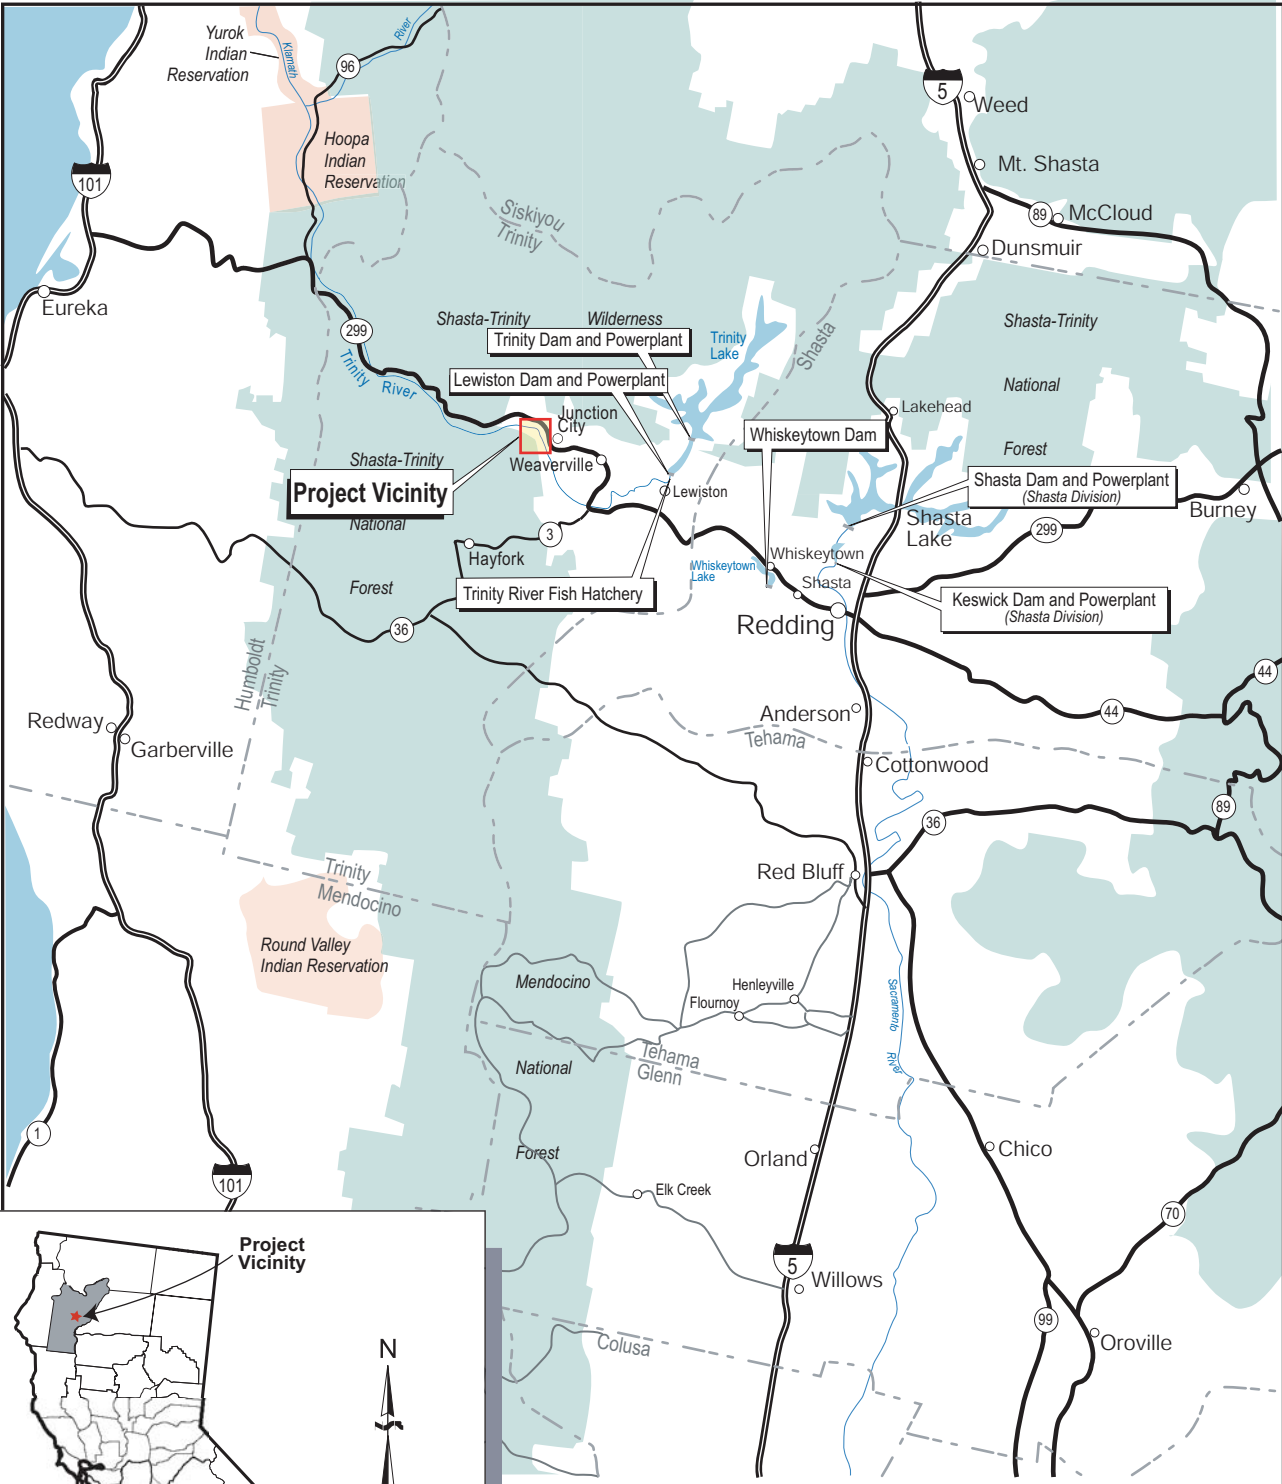 Yurok
Indian
Reservation
Klamath
River
96
5
Weed
Hoopa
Indian
Reservation
Mt. Shasta
101
89
McCloud
Siskiyou
Trinity
Dunsmuir
Eureka
299
Shasta-Trinity
Wilderness
Trinity Dam and Powerplant
Trinity
Lake
Shasta
Shasta-Trinity
National
Forest
Trinity
River
Lewiston Dam and Powerplant
Junction
City
Lakehead
Whiskeytown Dam
Weaverville
Shasta-Trinity
Project Vicinity
National
Forest
Lewiston
Shasta Dam and Powerplant
(Shasta Division)
Burney
Shasta
Lake
299
3
Hayfork
Whiskeytown
Whiskeytown
Lake
Shasta
Trinity River Fish Hatchery
Keswick Dam and Powerplant
(Shasta Division)
Redding
36
Humboldt
Trinity
44
44
Redway
Garberville
Anderson
Tehama
Cottonwood
89
36
Trinity
Mendocino
Red Bluff
Round Valley
Indian Reservation
Mendocino
National
Forest
Henleyville
Flournoy
Sacramento
River
Tehama
Glenn
1
101
Orland
Chico
Elk Creek
70
5
Willows
99
Oroville
Colusa
Project
Vicinity
N